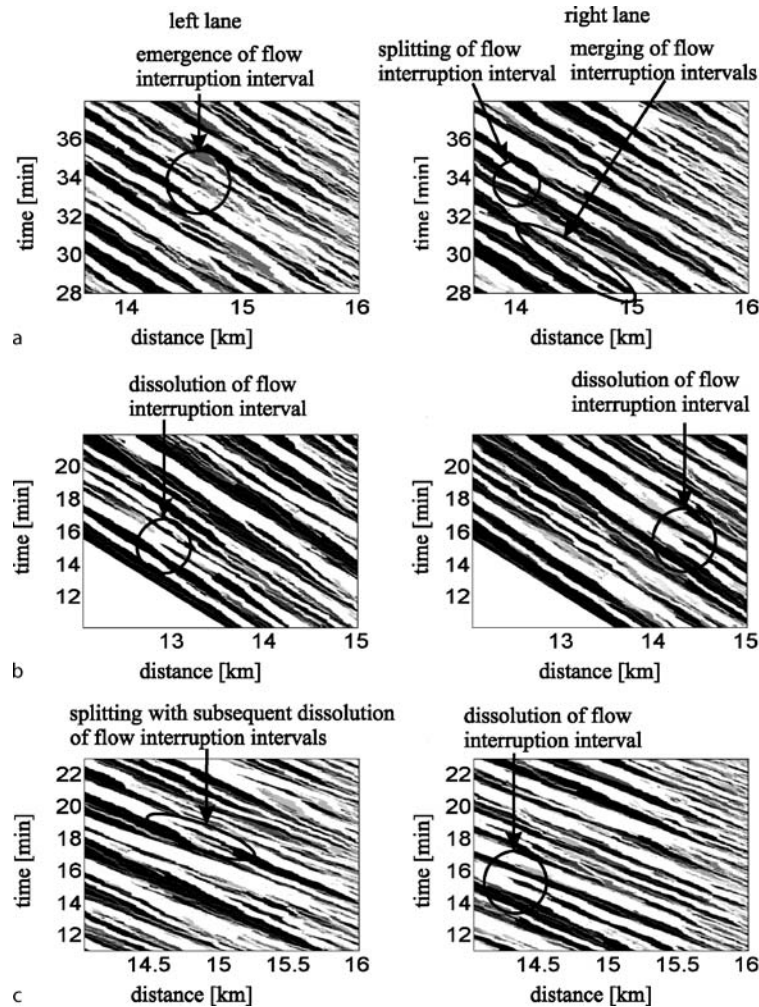 left lane
right lane
emergence of flow
interruption interval
splitting of flow
interruption interval
merging of flow
interruption intervals
time [min]
36
34
32
30
28
14
15
16
distance [km]
time [min]
36
34
32
30
28
14
15
16
distance [km]
a
dissolution of flow
interruption interval
dissolution of flow
interruption interval
time [min]
20
18
16
14
12
13
14
15
distance [km]
time [min]
20
18
16
14
12
13
14
15
distance [km]
b
splitting with subsequent dissolution
of flow interruption intervals
dissolution of flow
interruption interval
time [min]
22
20
18
16
14
12
14.5
15
15.5
16
distance [km]
time [min]
22
20
18
16
14
12
14.5
15
15.5
16
distance [km]
c